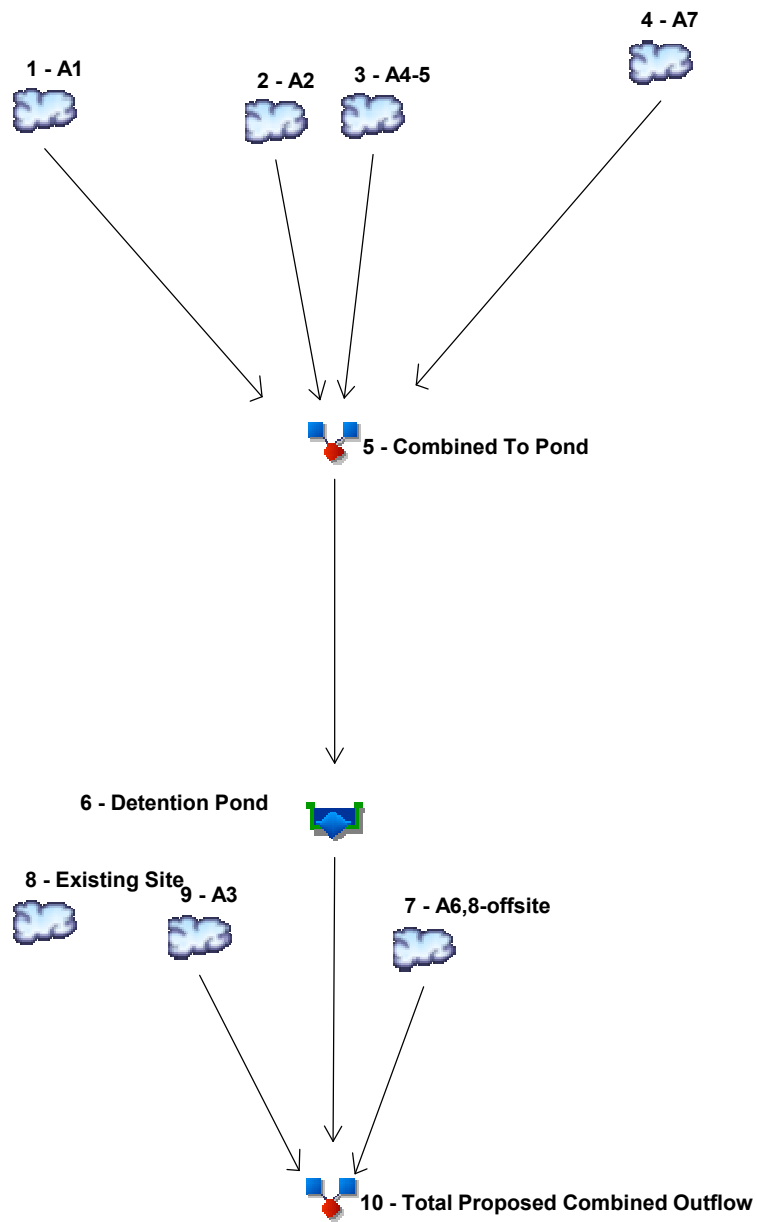 4 - A7
1 - A1
2 - A2
3 - A4-5
5 - Combined To Pond
6 - Detention Pond
8 - Existing Site
9 - A3
7 - A6,8-offsite
10 - Total Proposed Combined Outflow